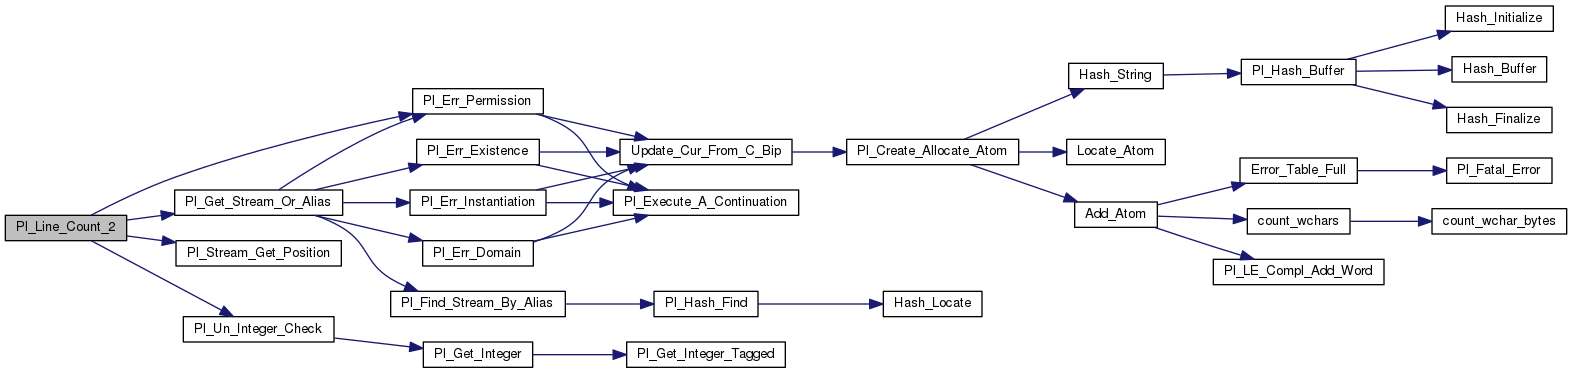 Pl_Line_Count_2
Pl_Get_Stream_Or_Alias
Pl_Stream_Get_Position
Pl_Un_Integer_Check
Pl_Err_Permission
Pl_Err_Existence
Pl_Err_Instantiation
Pl_Err_Domain
Pl_Find_Stream_By_Alias
Pl_Get_Integer
Update_Cur_From_C_Bip
Pl_Execute_A_Continuation
Pl_Hash_Find
Pl_Get_Integer_Tagged
Pl_Create_Allocate_Atom
Hash_Locate
Hash_String
Locate_Atom
Add_Atom
Pl_Hash_Buffer
Error_Table_Full
count_wchars
Pl_LE_Compl_Add_Word
Hash_Initialize
Hash_Buffer
Hash_Finalize
Pl_Fatal_Error
count_wchar_bytes